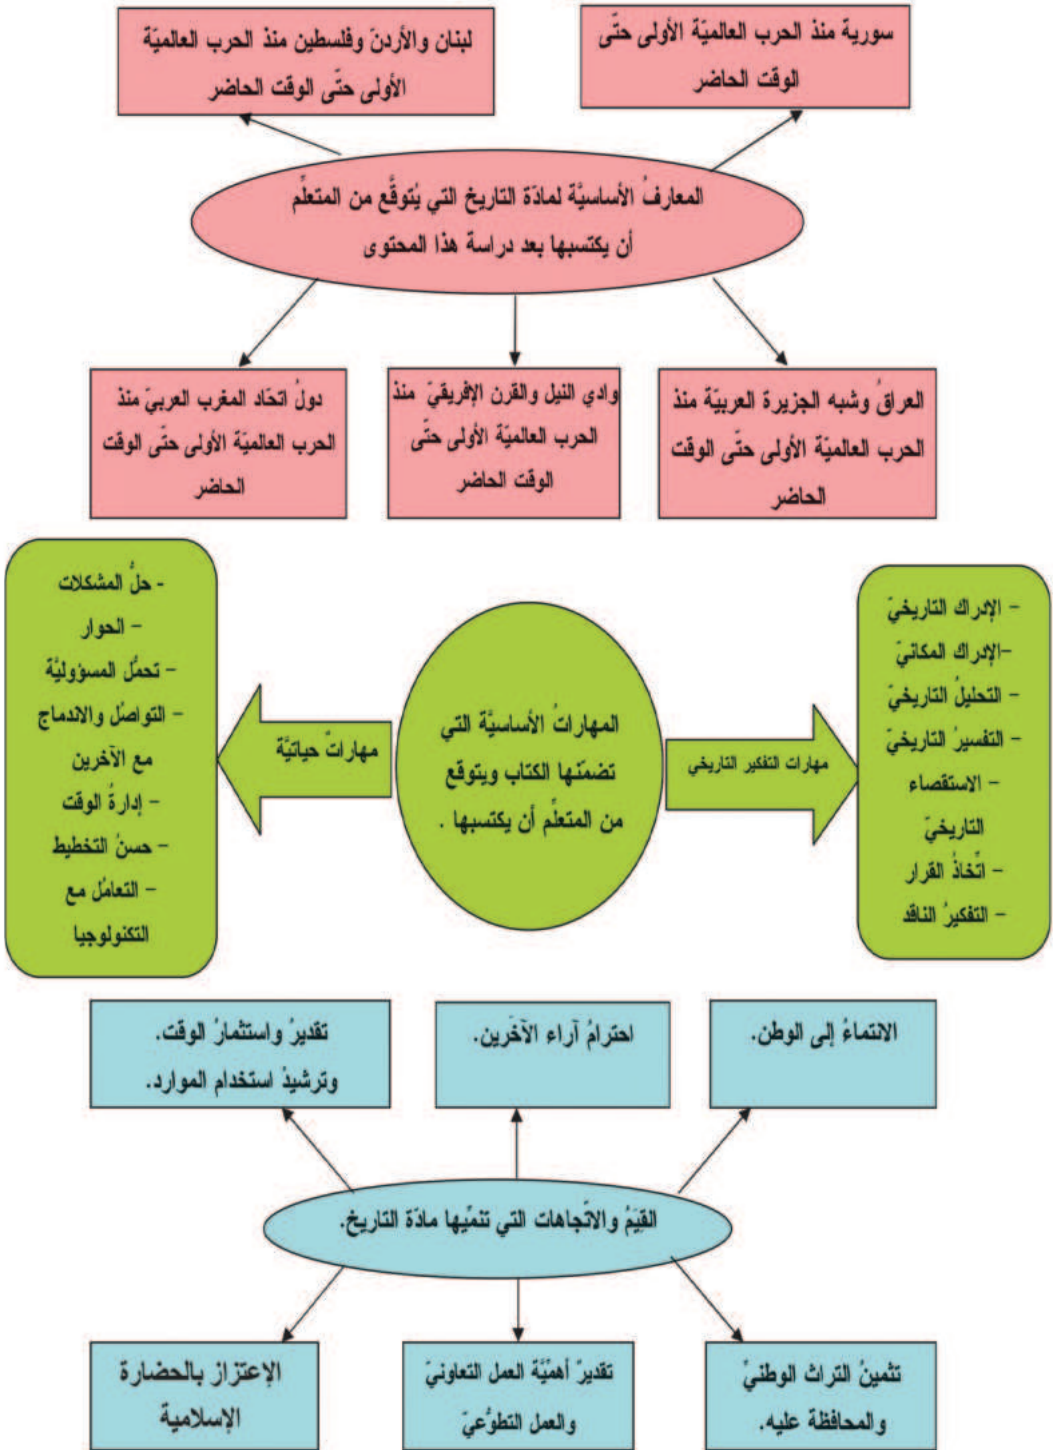 سورية منذ الحرب العالميّة الأولى حتّى
الوقت الحاضر
لبنان والأردنّ وفلسطين منذ الحرب العالميّة
الأولى حتّى الوقت الحاضر
المعارفُ الأساسيَّة لمادّة التاريخ التي يُتوقَّع من المتعلِّم
أن يكتسبها بعد دراسة هذا المحتوى
العراقُ وشبه الجزيرة العربيّة منذ
الحرب العالميّة الأولى حتّى الوقت
الحاضر
وادي النيل والقرن الإفريقيّ منذ
الحرب العالميّة الأولى حتّى
الوقت الحاضر
دولُ اتحّاد المغرب العربيّ منذ
الحرب العالميّة الأولى حتّى الوقت
الحاضر
– الإدراك التاريخيّ
–الإدراك المكانيّ
– التحليلُ التاريخيّ
– التفسيرُ التاريخيّ
– الاستقصاء
التاريخيّ
– اتّخاذُ القرار
– التفكيرُ الناقد
مهارات التفكير التاريخي
المهاراتُ الأساسيَّة التي
تضمّنها الكتاب ويتوقع
من المتعلِّم أن يكتسبها .
مهاراتٌ حياتيَّة
- حلُّ المشكلات
– الحوار
– تحمُّل المسؤوليَّة
– التواصُل والاندماج
مع الآخرين
– إدارةُ الوقت
– حسنُ التخطيط
– التعامُل مع
التكنولوجيا
الانتماءُ إلى الوطن.
احترامُ آراء الآخَرين.
تقديرُ واستثمارُ الوقت.
وترشيدُ استخدام الموارد.
القِيَمُ والاتّجاهات التي تنمِّيها مادّة التاريخ.
تثمينُ التراث الوطنيِّ
والمحافظة عليه.
تقديرُ أهمّيَّة العمل التعاونيّ
والعمل التطوُّعيّ
الإعتزاز بالحضارة
الإسلامية